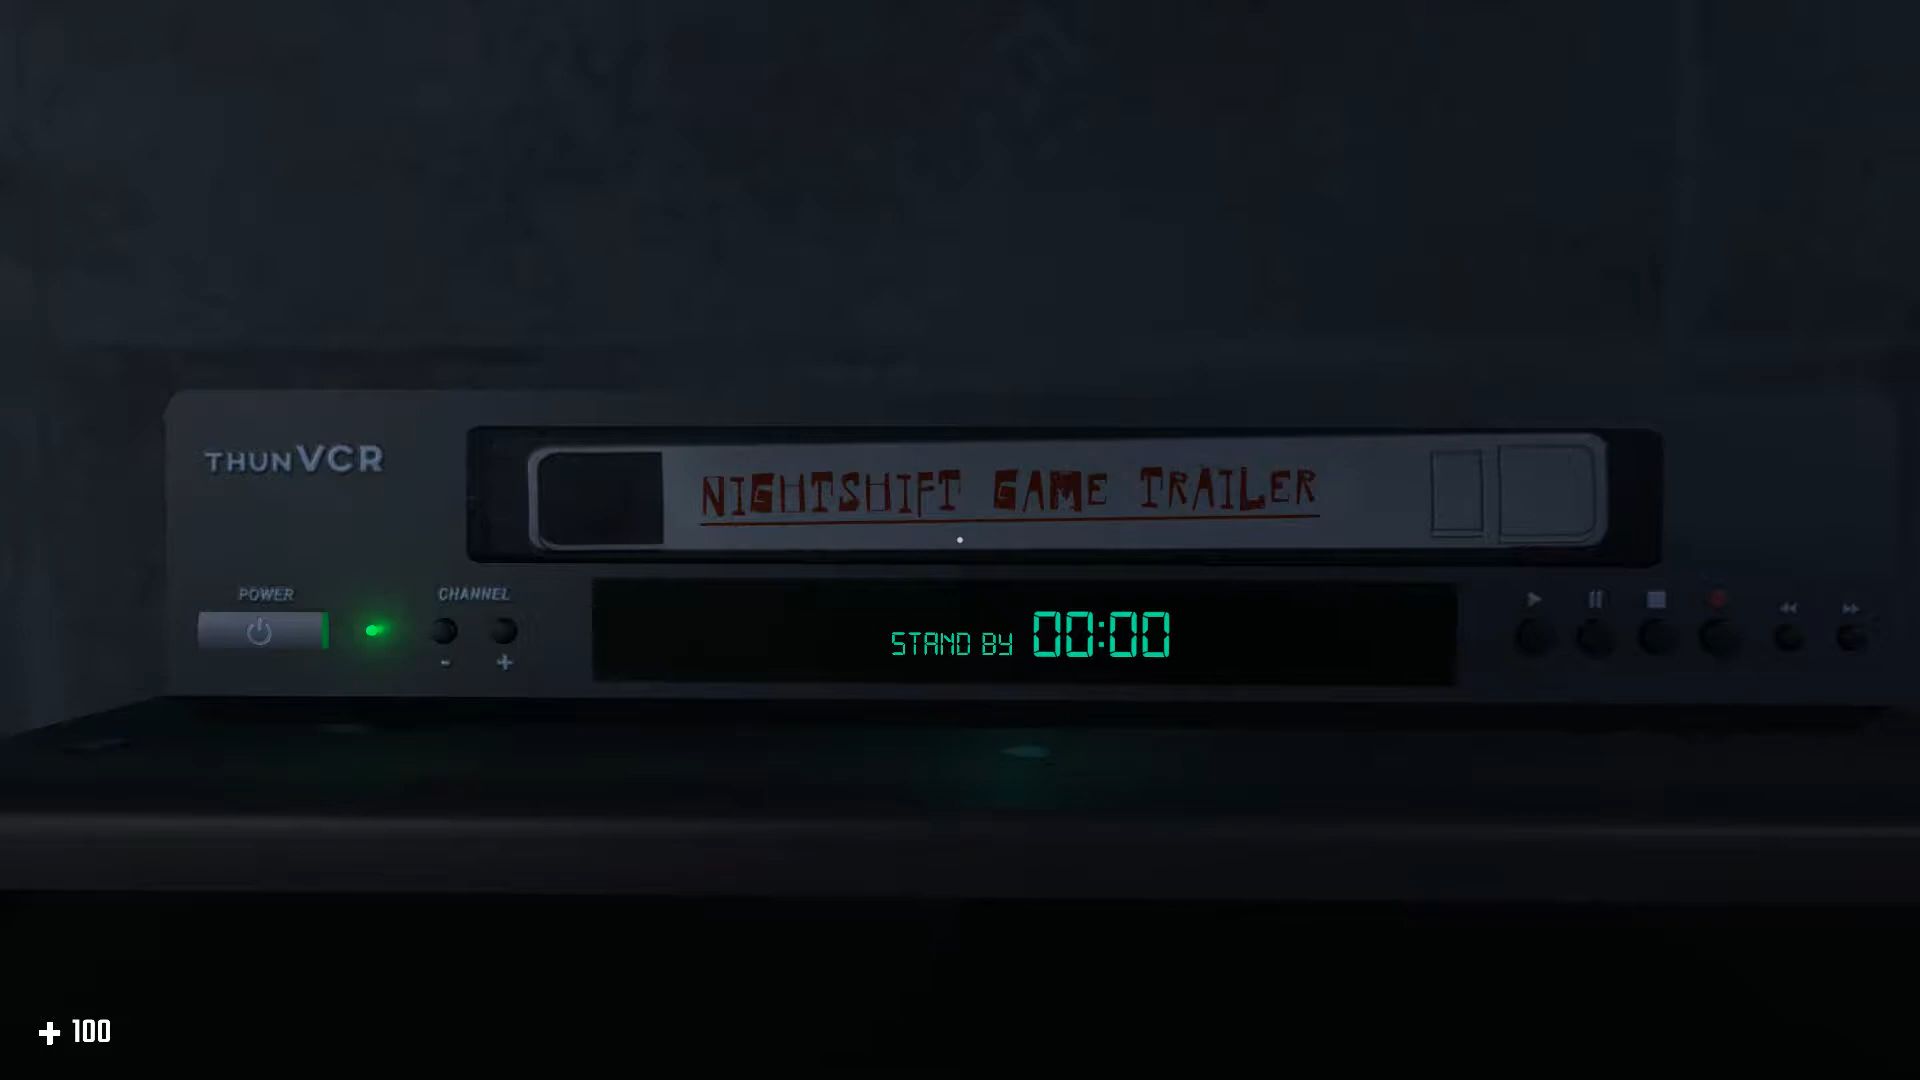 THUNVCR
NIGHTSHIFT GAME TRAILER
POWER
CHANNEL
- +
STAND BY 00:00
+ 100